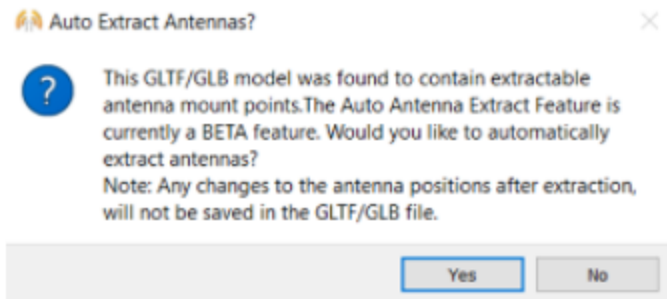 Auto Extract Antennas?
This GLTF/GLB model was found to contain extractable
antenna mount points.The Auto Antenna Extract Feature is
currently a BETA feature. Would you like to automatically
extract antennas?
Note: Any changes to the antenna positions after extraction,
will not be saved in the GLTF/GLB file.
Yes
No